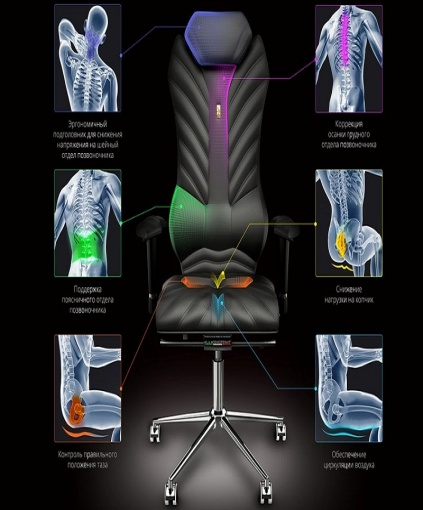 Эргономичный
подголовник для снижения
напряжения на шейный
отдел позвоночника
Коррекция
осанки грудного
отдела позвоночника
Поддержка
поясничного отдела
позвоночника
Снижение
нагрузки на копчик
Контроль правильного
положения таза
Обеспечение
циркуляции воздуха